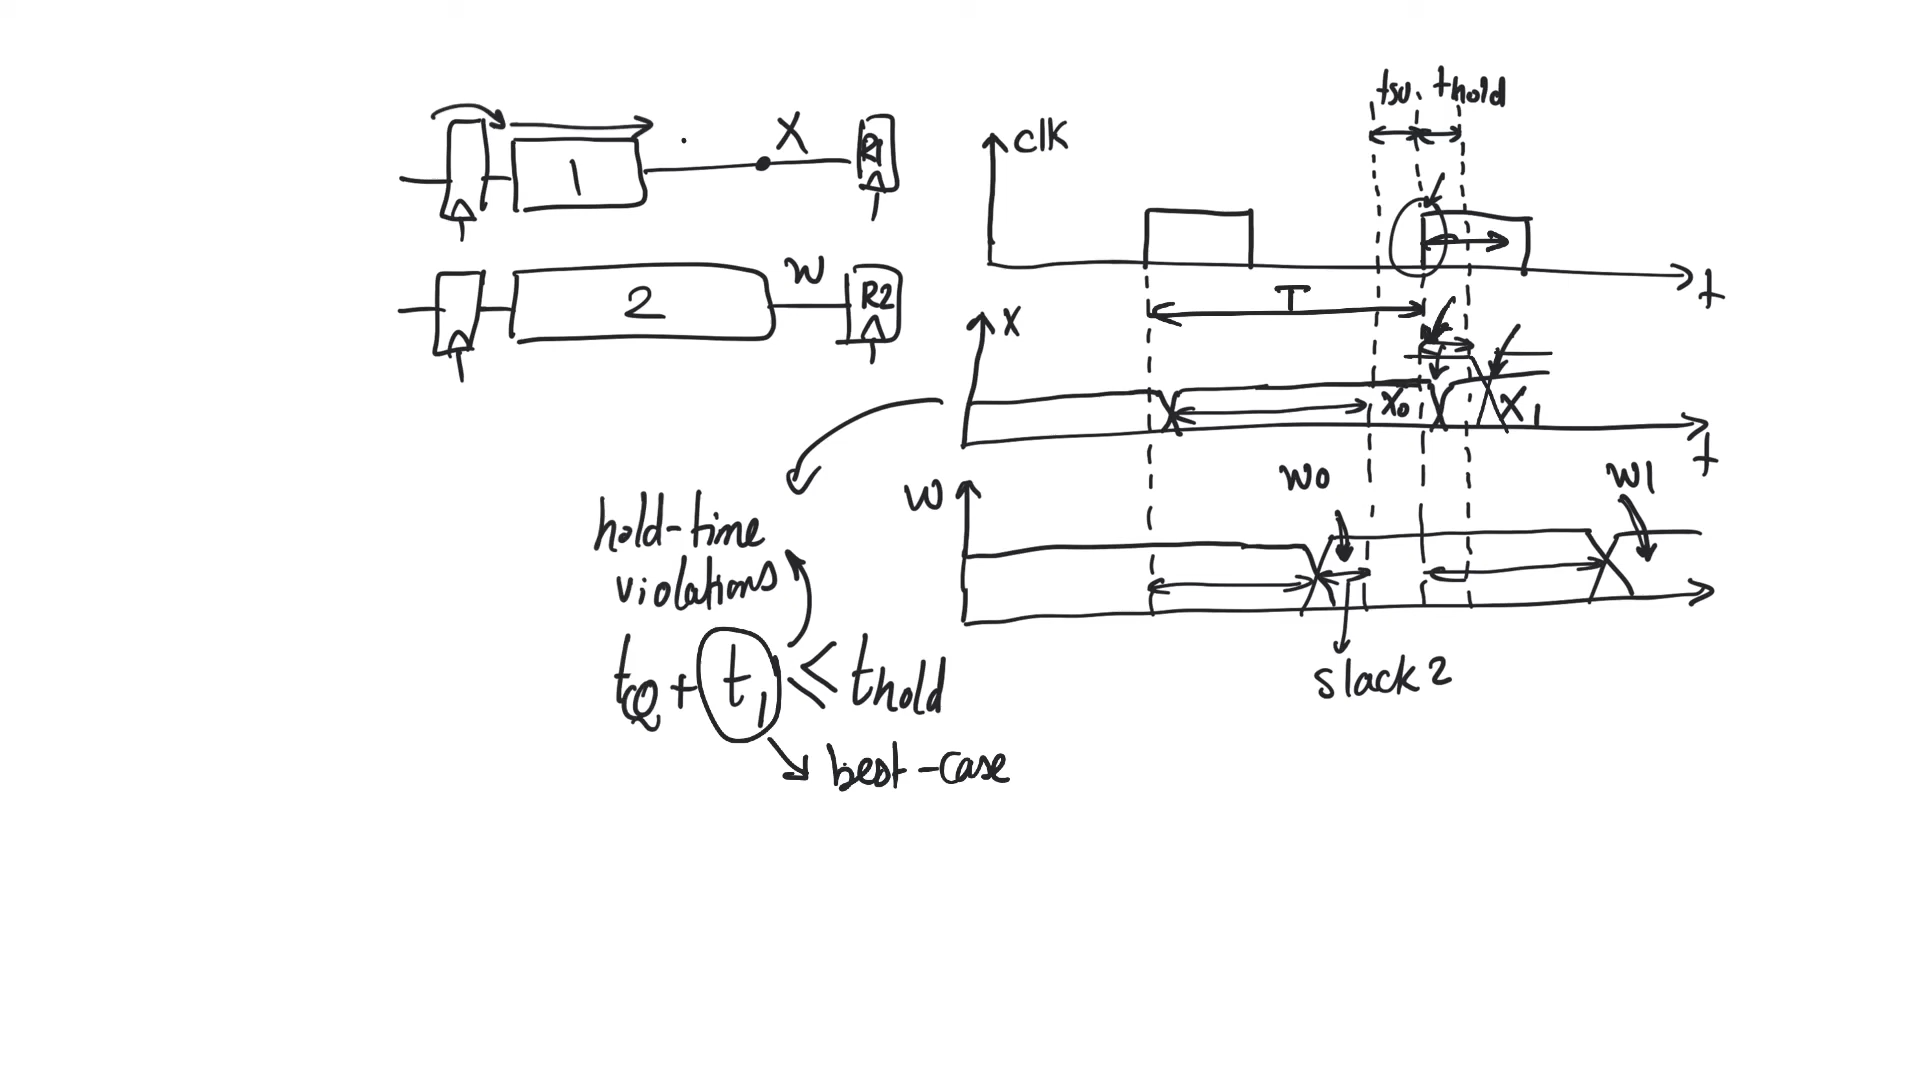 tsu thold
clk
X
R1
1
W
R2
2
t
T
X
X0
X1
t
W
W0
W1
hold-time
violations
tCQ + t1 ≤ thold
slack 2
best-case